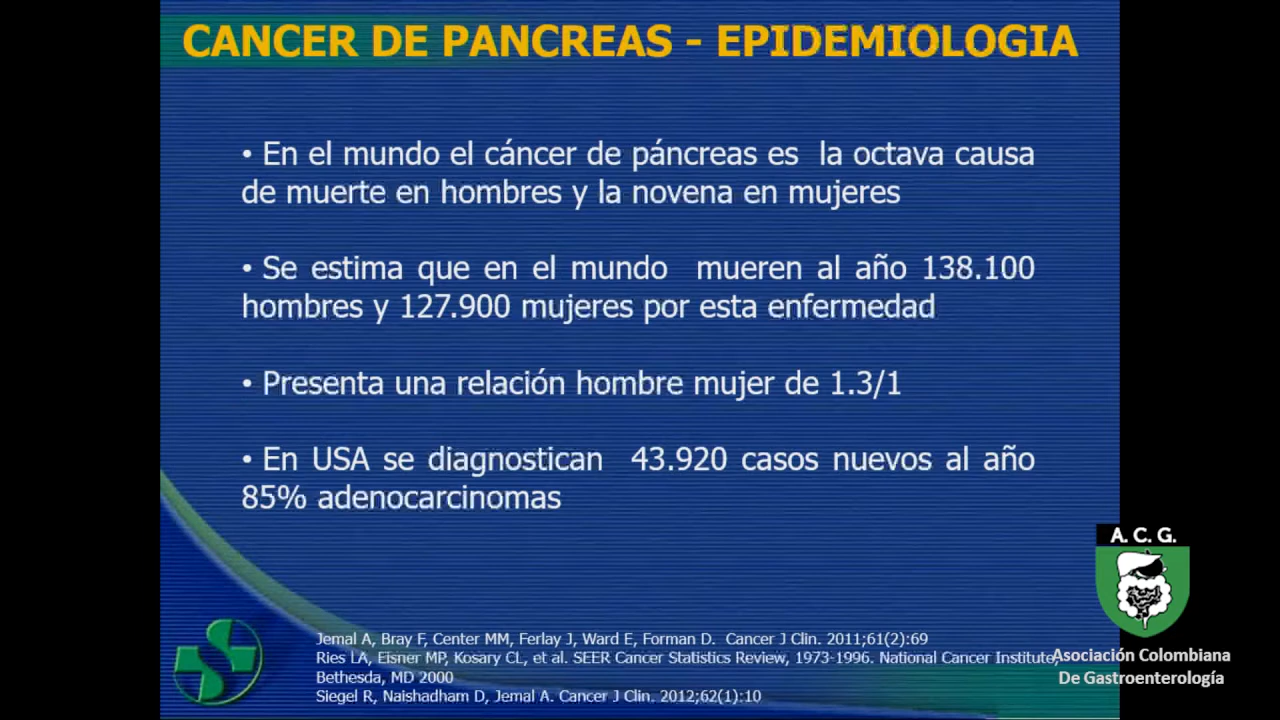 CANCER DE PANCREAS - EPIDEMIOLOGIA
• En el mundo el cáncer de páncreas es la octava causa
de muerte en hombres y la novena en mujeres
• Se estima que en el mundo mueren al año 138.100
hombres y 127.900 mujeres por esta enfermedad
• Presenta una relación hombre mujer de 1.3/1
• En USA se diagnostican 43.920 casos nuevos al año
85% adenocarcinomas
Jemal A, Bray F, Center MM, Ferlay J, Ward E, Forman D. Cancer J Clin. 2011;61(2):69
Ries LA, Eisner MP, Kosary CL, et al. SEER Cancer Statistics Review, 1973-1996. National Cancer Institute,
Bethesda, MD 2000
Siegel R, Naishadham D, Jemal A. Cancer J Clin. 2012;62(1):10
A. C. G.
Asociación Colombiana
De Gastroenterología